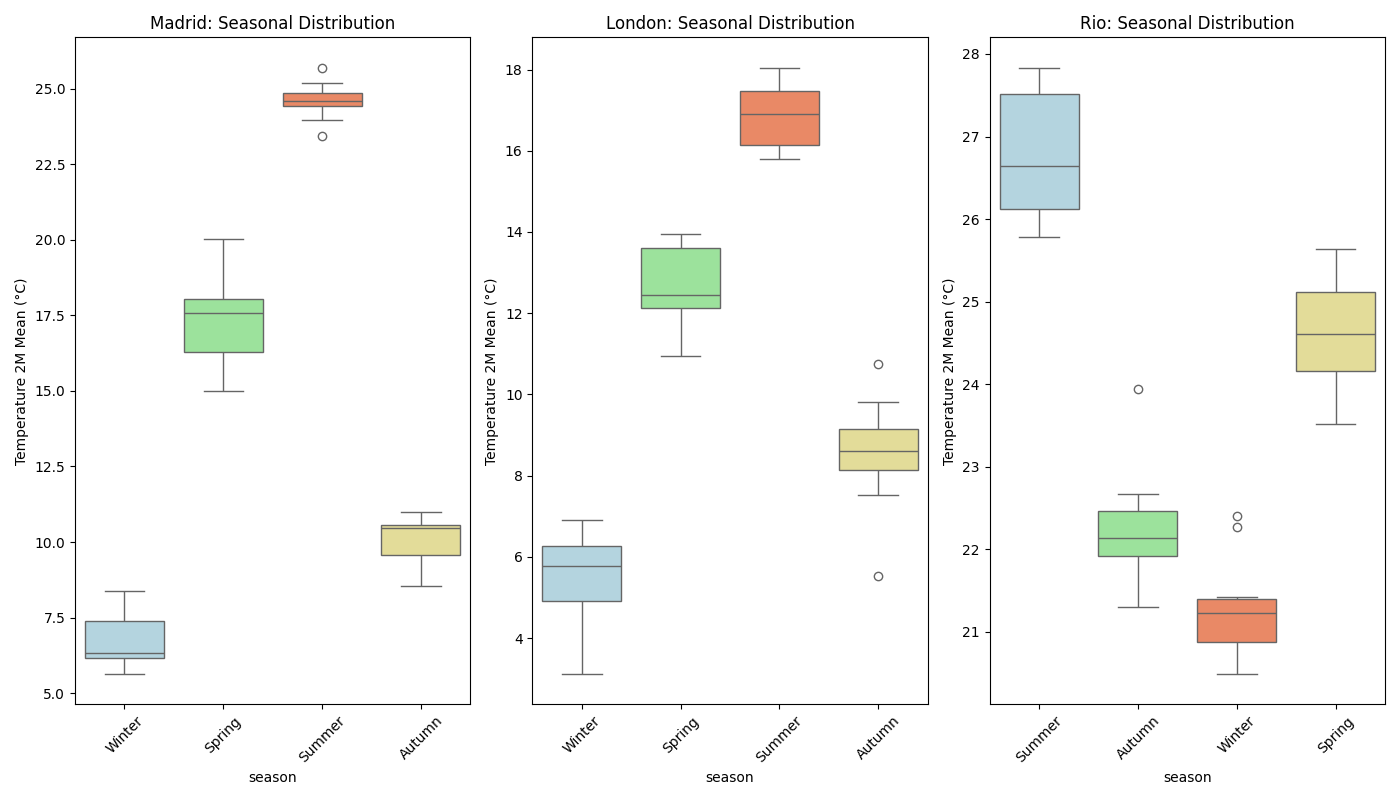 Madrid: Seasonal Distribution
Temperature 2M Mean (°C)
25.0
22.5
20.0
17.5
15.0
12.5
10.0
7.5
5.0
Winter
Spring
Summer
Autumn
season
London: Seasonal Distribution
Temperature 2M Mean (°C)
18
16
14
12
10
8
6
4
Winter
Spring
Summer
Autumn
season
Rio: Seasonal Distribution
Temperature 2M Mean (°C)
28
27
26
25
24
23
22
21
Summer
Autumn
Winter
Spring
season